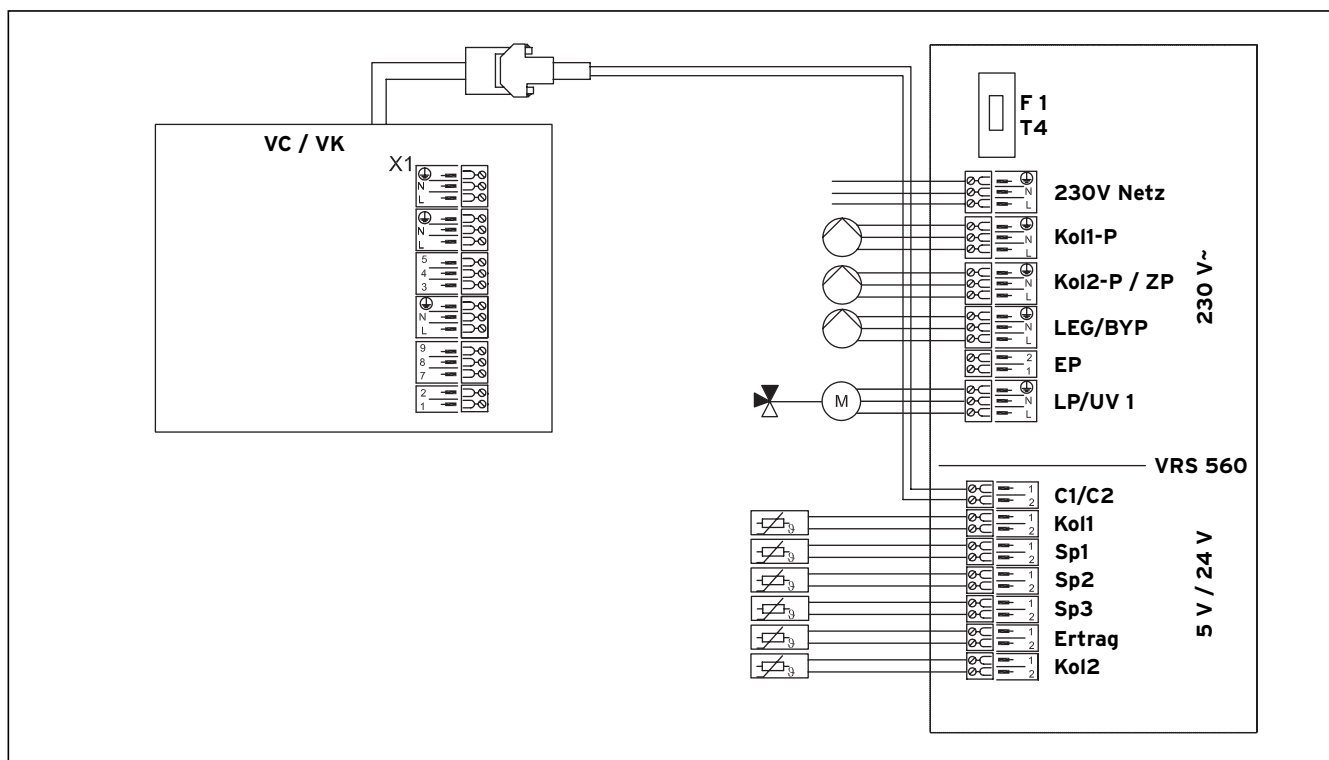 VC / VK
X1
N
L
N
L
5
4
3
N
L
9
8
7
2
1
F 1
T4
N
L
230V Netz
N
L
Kol1-P
N
L
Kol2-P / ZP
N
L
LEG/BYP
2
1
EP
M
N
L
LP/UV 1
230 V~
VRS 560
1
2
C1/C2
ϑ
1
2
Kol1
ϑ
1
2
Sp1
ϑ
1
2
Sp2
ϑ
1
2
Sp3
ϑ
1
2
Ertrag
ϑ
1
2
Kol2
5 V / 24 V